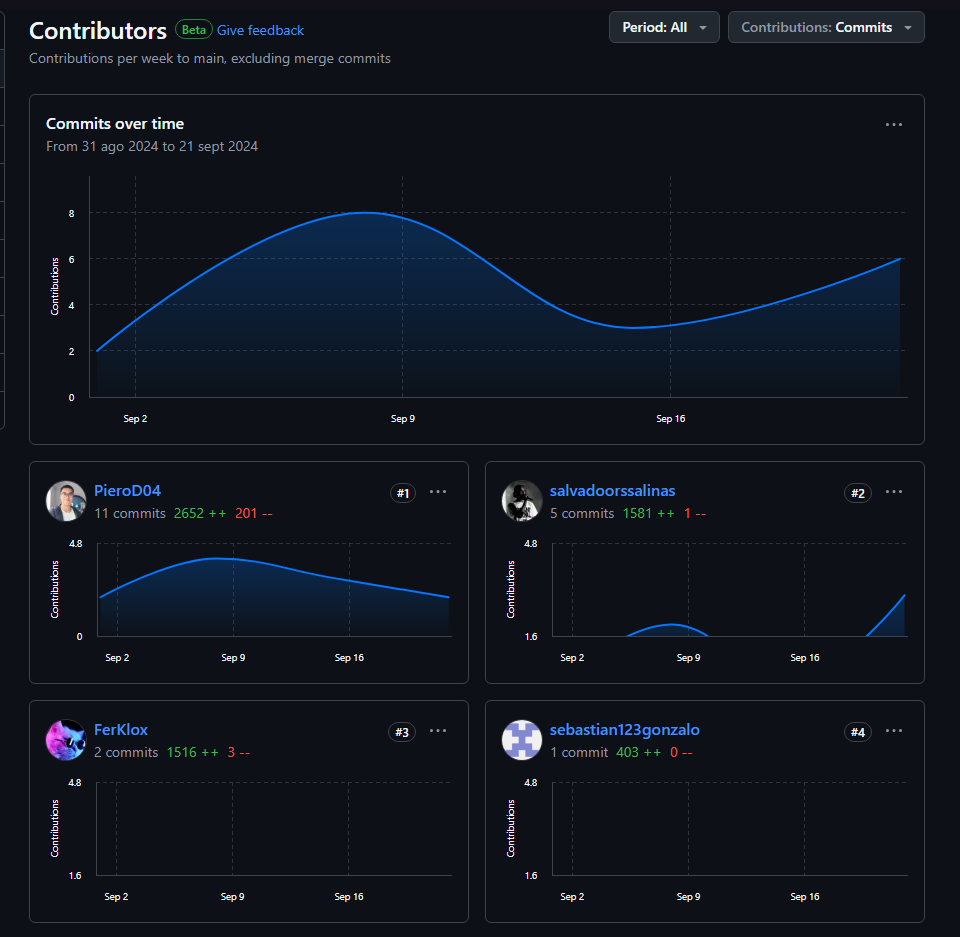 Contributors Beta Give feedback
Period: All
Contributions: Commits
Contributions per week to main, excluding merge commits
Commits over time
From 31 ago 2024 to 21 sept 2024
Contributions
8
6
4
2
0
Sep 2 Sep 9 Sep 16
PieroD04 #1
11 commits 2652 ++ 201 --
Contributions
4.8
0
Sep 2 Sep 9 Sep 16
salvadoorssalinas #2
5 commits 1581 ++ 1 --
Contributions
4.8
1.6
Sep 2 Sep 9 Sep 16
FerKlox #3
2 commits 1516 ++ 3 --
Contributions
4.8
1.6
Sep 2 Sep 9 Sep 16
sebastian123gonzalo #4
1 commit 403 ++ 0 --
Contributions
4.8
1.6
Sep 2 Sep 9 Sep 16